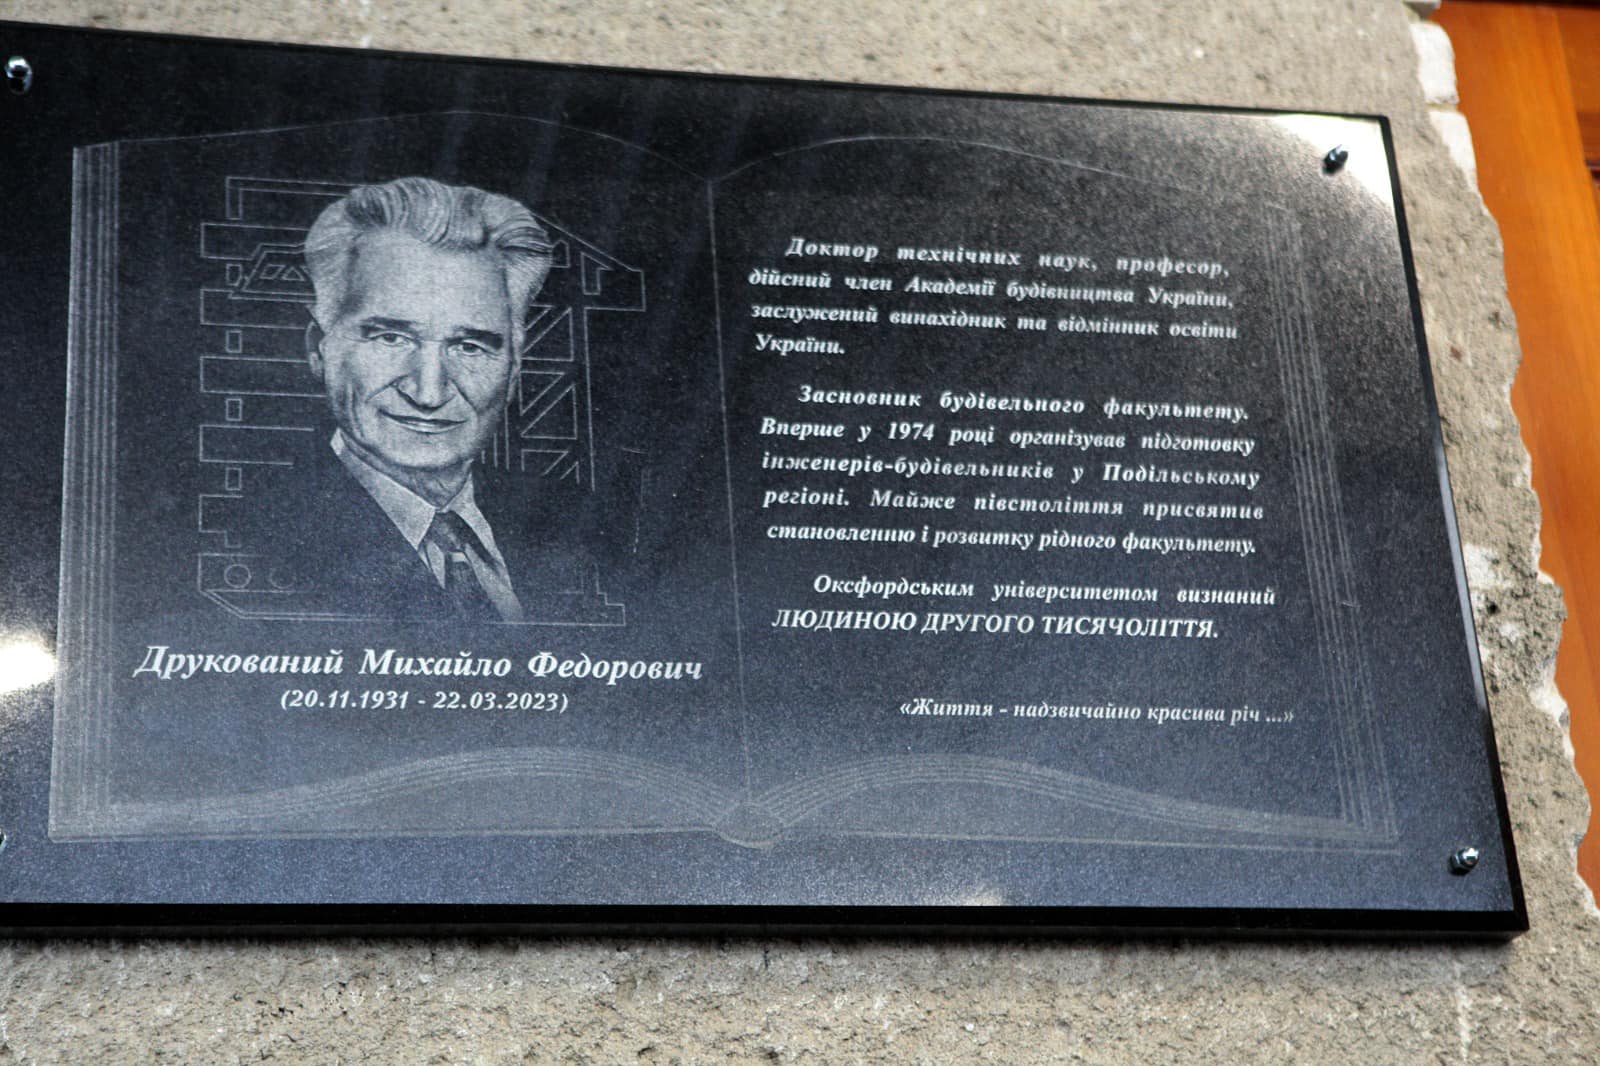 Друкований Михайло Федорович
(20.11.1931 - 22.03.2023)
Доктор технічних наук, професор,
дійсний член Академії будівництва України,
заслужений винахідник та відмінник освіти
України.
Засновник будівельного факультету.
Вперше у 1974 році організував підготовку
інженерів-будівельників у Подільському
регіоні. Майже півстоліття присвятив
становленню і розвитку рідного факультету.
Оксфордським університетом визнаний
ЛЮДИНОЮ ДРУГОГО ТИСЯЧОЛІТТЯ.
«Життя - надзвичайно красива річ ...»